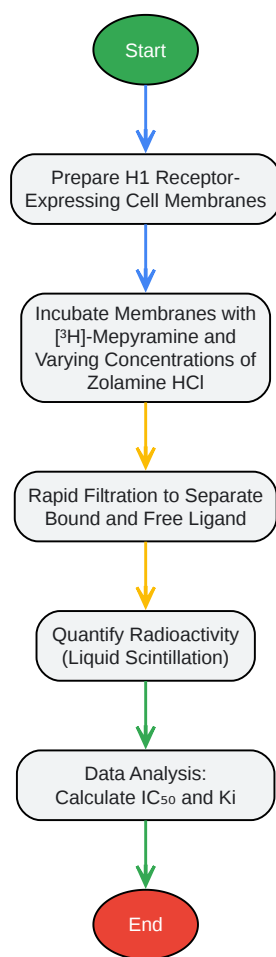 Start
Prepare H1 Receptor-
Expressing Cell Membranes
Incubate Membranes with
[³H]-Mepyramine and
Varying Concentrations of
Zolamine HCl
Rapid Filtration to Separate
Bound and Free Ligand
Quantify Radioactivity
(Liquid Scintillation)
Data Analysis:
Calculate IC₅₀ and Ki
End